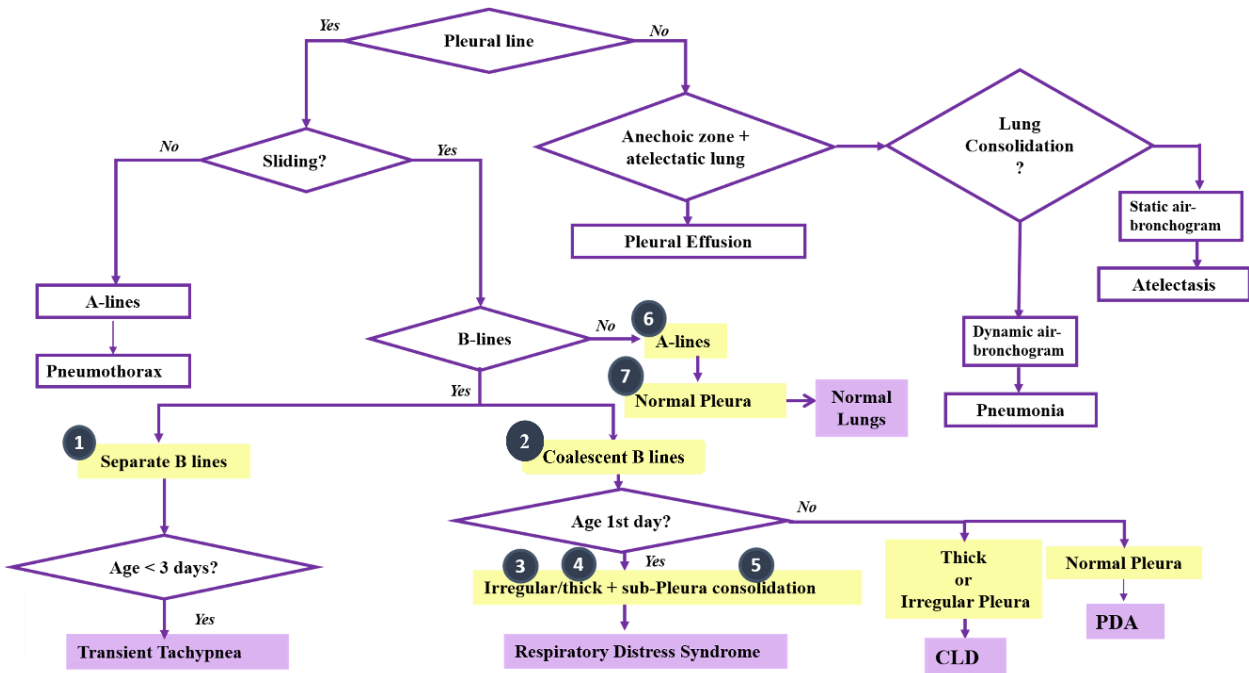 Yes
Pleural line
No
No
Sliding?
Yes
Anechoic zone +
atelectatic lung
Lung
Consolidation
?
Static air-
bronchogram
Pleural Effusion
Atelectasis
A-lines
Pneumothorax
B-lines
No
6
A-lines
7
Normal Pleura
Normal
Lungs
Dynamic air-
bronchogram
Pneumonia
Yes
1
Separate B lines
2
Coalescent B lines
Age < 3 days?
Yes
Transient Tachypnea
Age 1st day?
No
Yes
3
4
5
Irregular/thick + sub-Pleura consolidation
Respiratory Distress Syndrome
Thick
or
Irregular Pleura
CLD
Normal Pleura
PDA